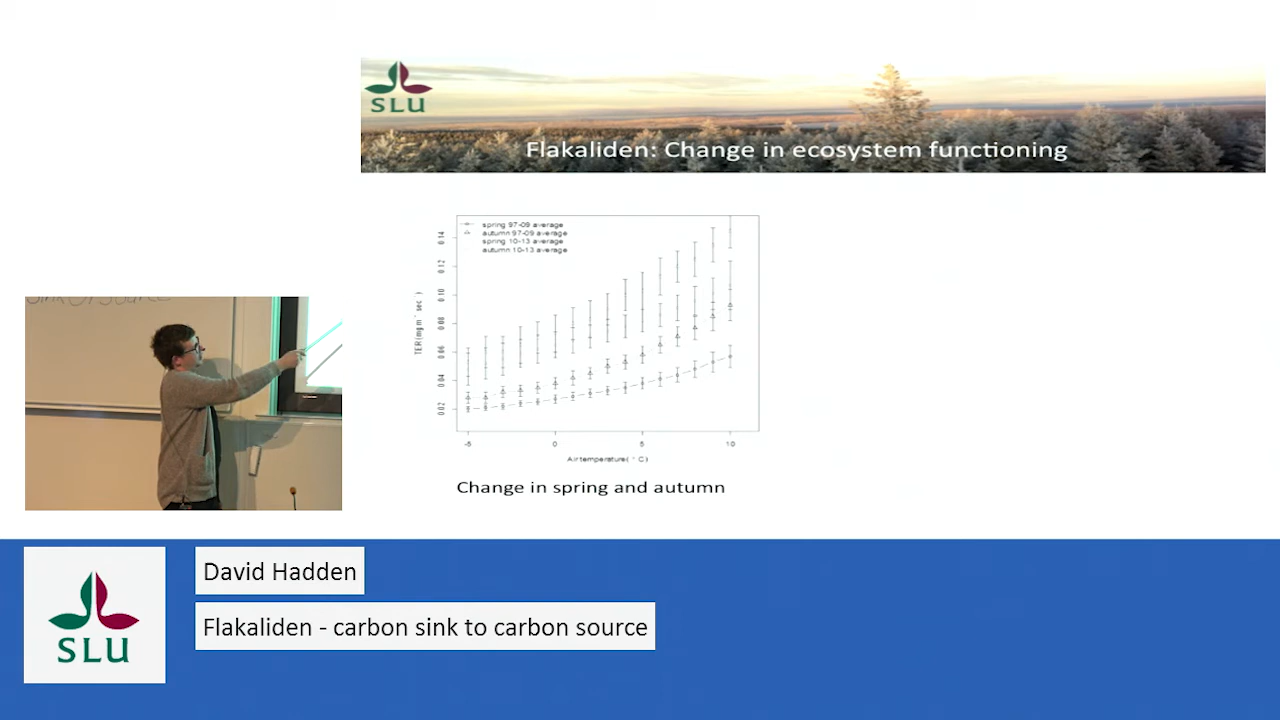 SLU
Flakaliden: Change in ecosystem functioning
spring 97-09 average
autumn 97-09 average
spring 10-13 average
autumn 10-13 average
0.14
0.12
0.10
0.08
0.06
0.04
0.02
-5
0
5
10
Air temperature( ° C)
Change in spring and autumn
David Hadden
Flakaliden - carbon sink to carbon source
SLU